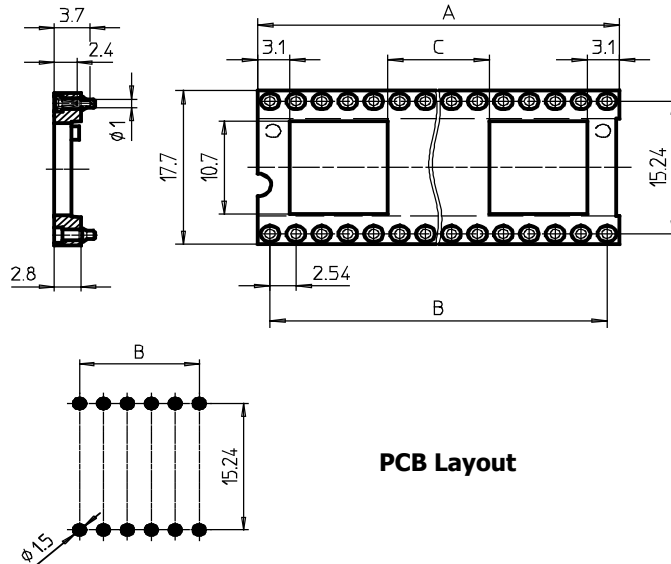 3.7
2.4
ϕ1
2.8
A
3.1
C
3.1
17.7
10.7
15.24
2.54
B
B
15.24
ϕ1.5
PCB Layout